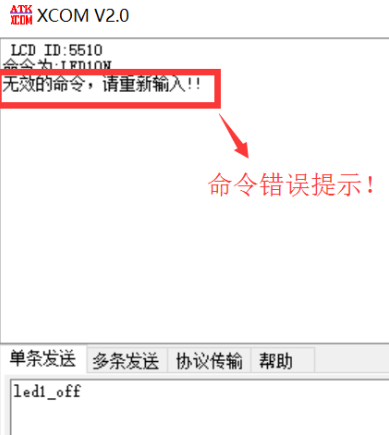 ATK
XCOM
XCOM V2.0
LCD ID:5510
命令为:LED1ON
无效的命令，请重新输入!!
命令错误提示！
单条发送 多条发送 协议传输 帮助
led1_off